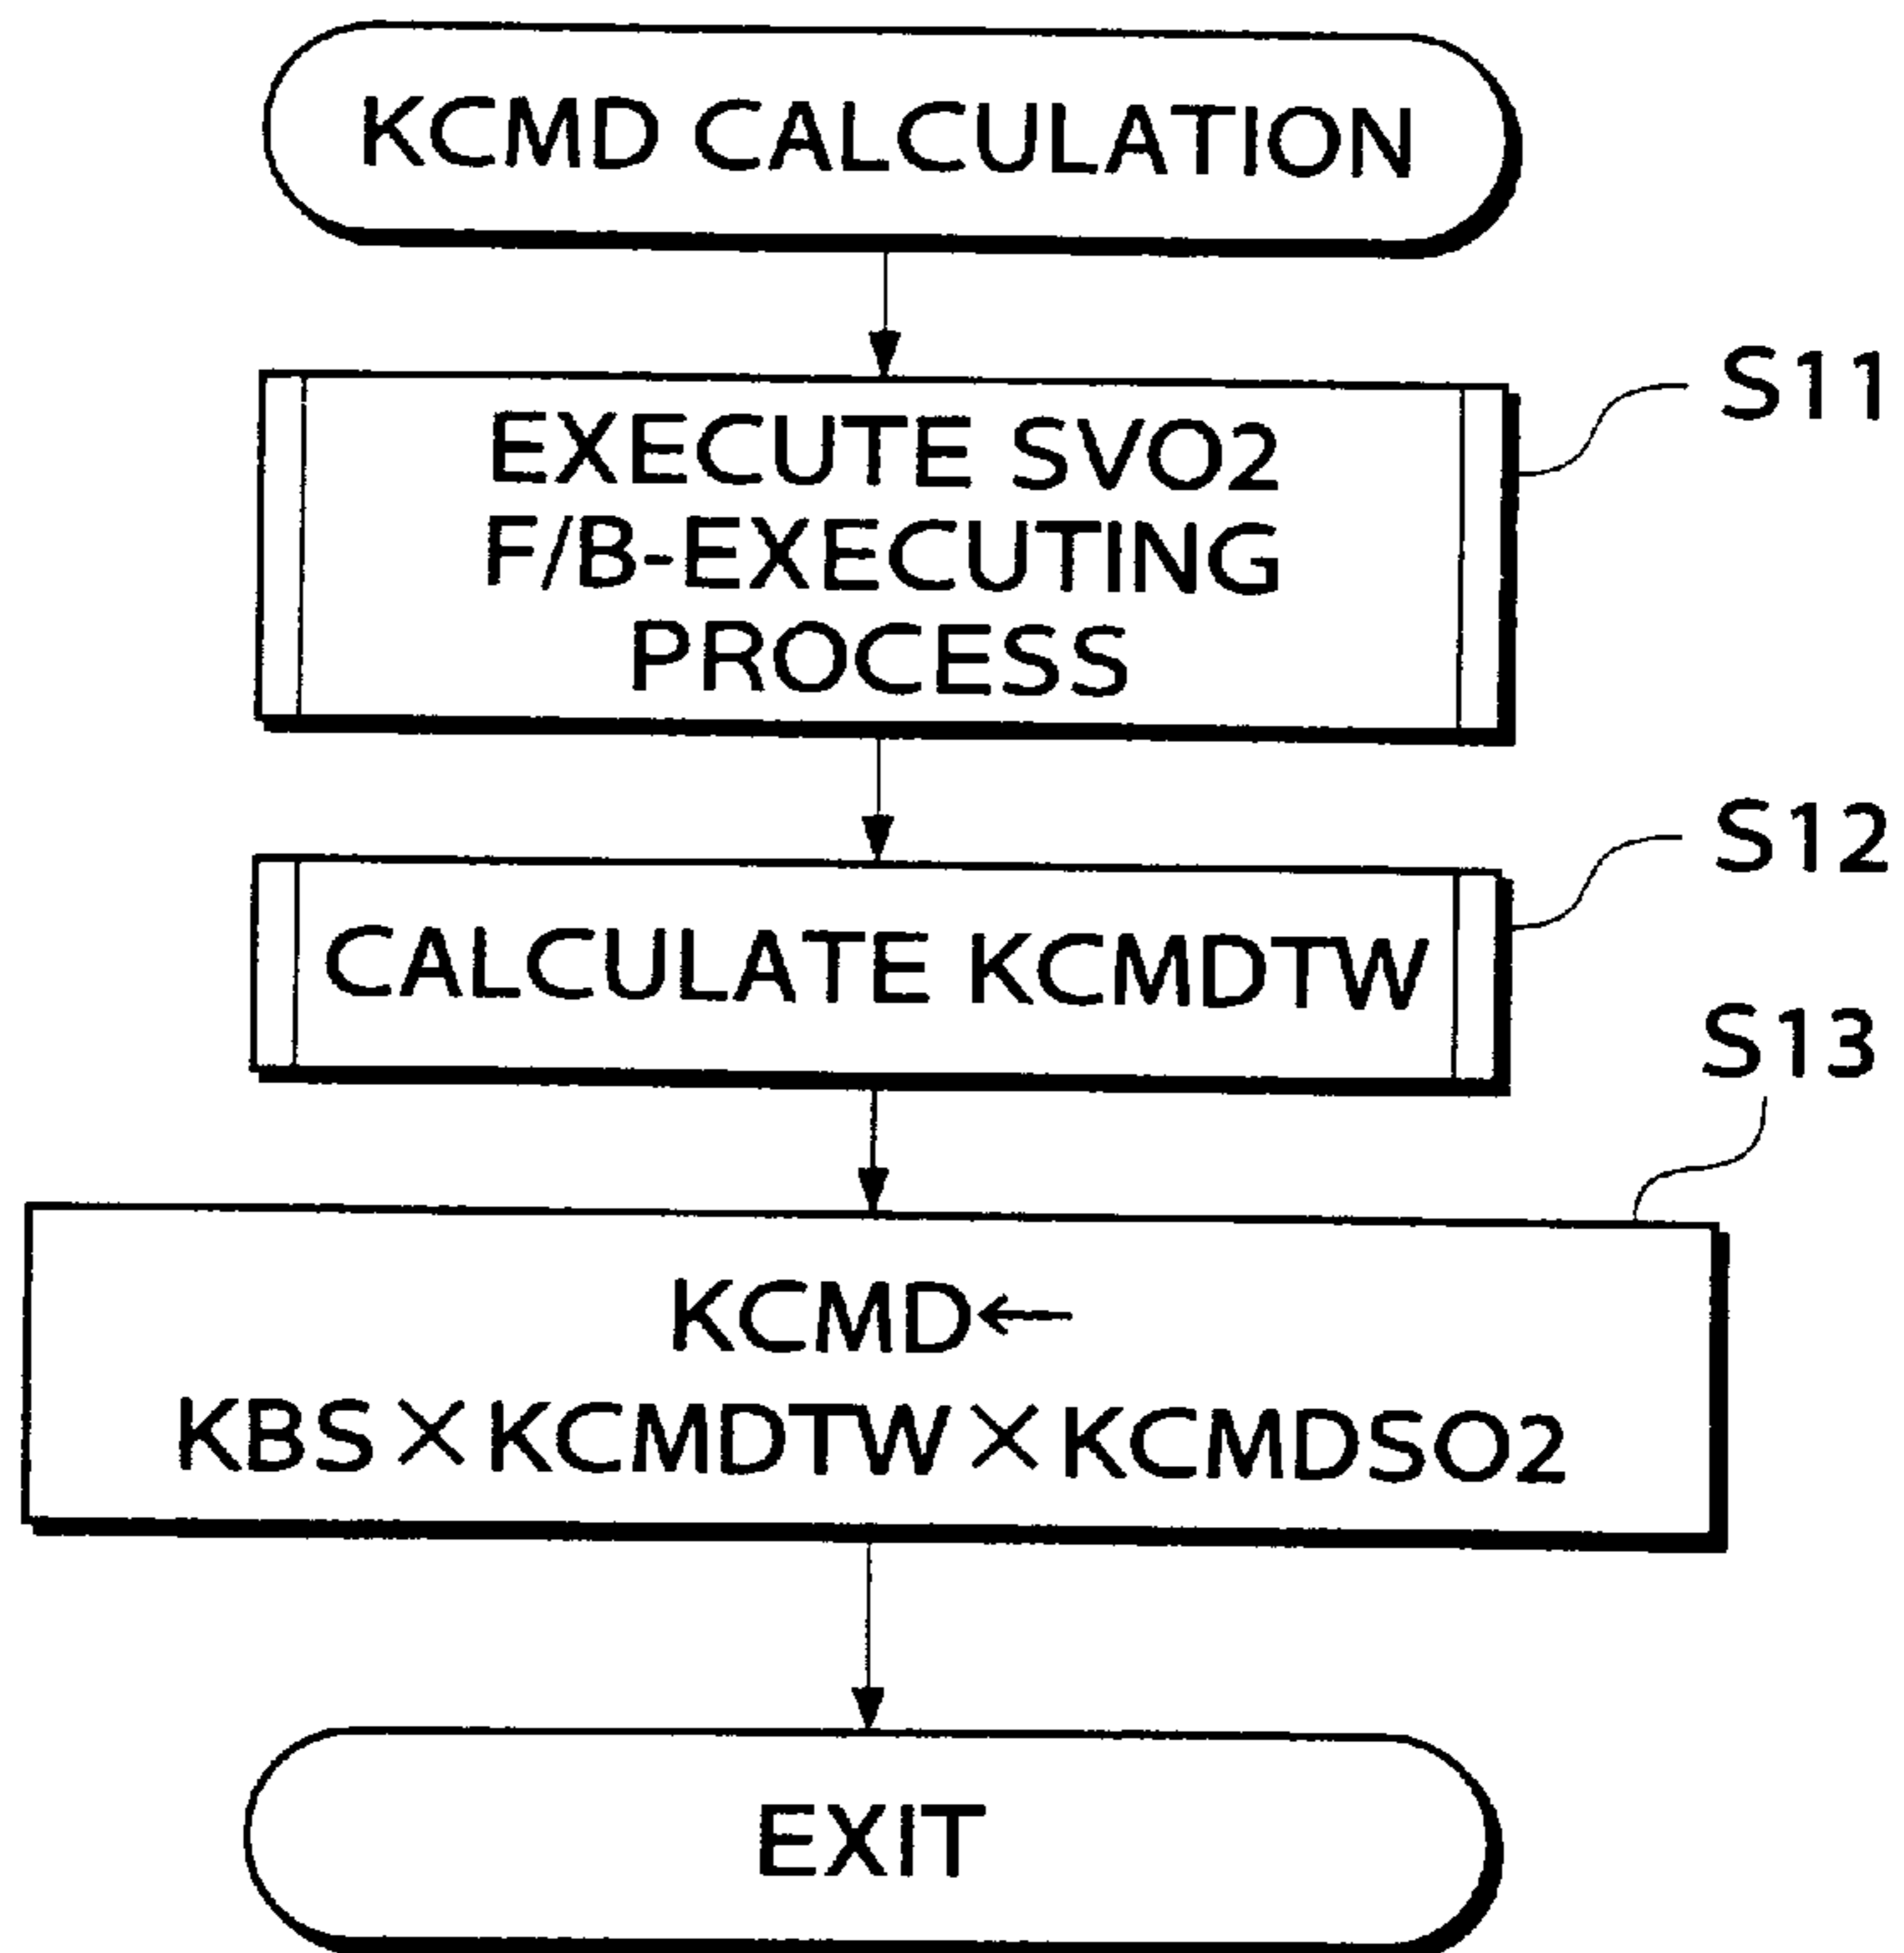 KCMD CALCULATION
S11
EXECUTE SVO2
F/B-EXECUTING
PROCESS
S12
CALCULATE KCMDTW
S13
KCMD←
KBS×KCMDTW×KCMDSO2
EXIT